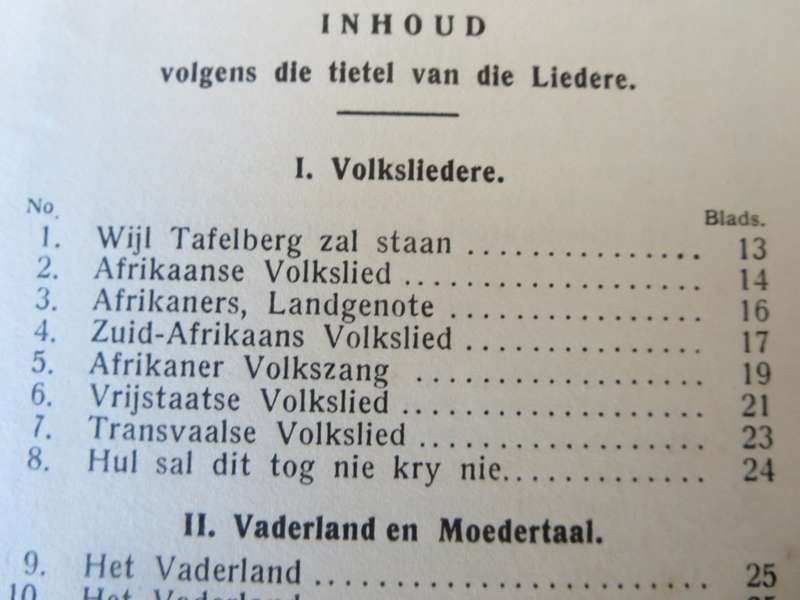 INHOUD
volgens die tietel van die Liedere.
I. Volksliedere.
No. Blads.
1. Wijl Tafelberg zal staan ................ 13
2. Afrikaanse Volkslied .................... 14
3. Afrikaners, Landgenote ................. 16
4. Zuid-Afrikaans Volkslied ................ 17
5. Afrikaner Volkszang .................... 19
6. Vrijstaatse Volkslied .................... 21
7. Transvaalse Volkslied ................... 23
8. Hul sal dit tog nie kry nie.............. 24
II. Vaderland en Moedertaal.
9. Het Vaderland .......................... 25
10. Het Vaderland